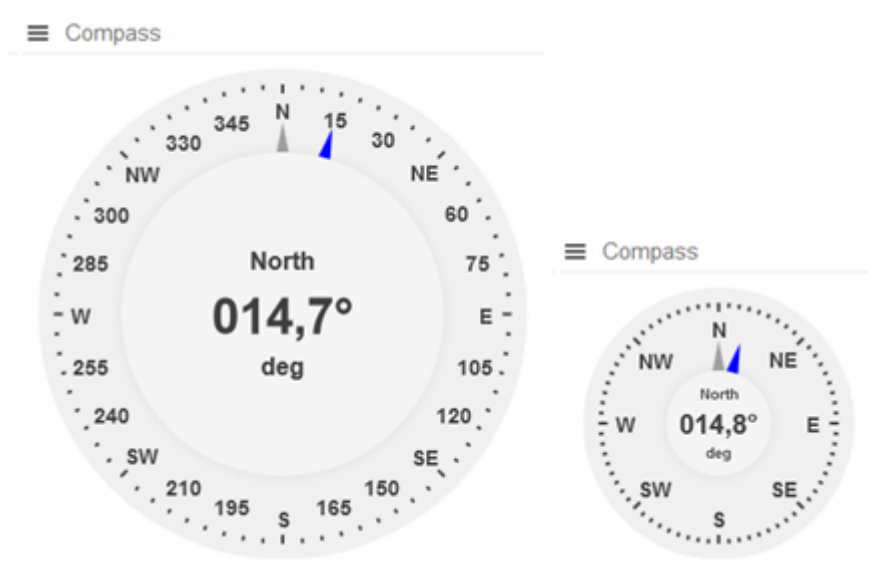 Compass
N
15
30
NE
60
75
E
105
120
SE
150
165
S
195
210
SW
240
255
W
285
300
NW
330
345
North
014,7°
deg
Compass
N
NE
E
SE
S
SW
W
NW
North
014,8°
deg